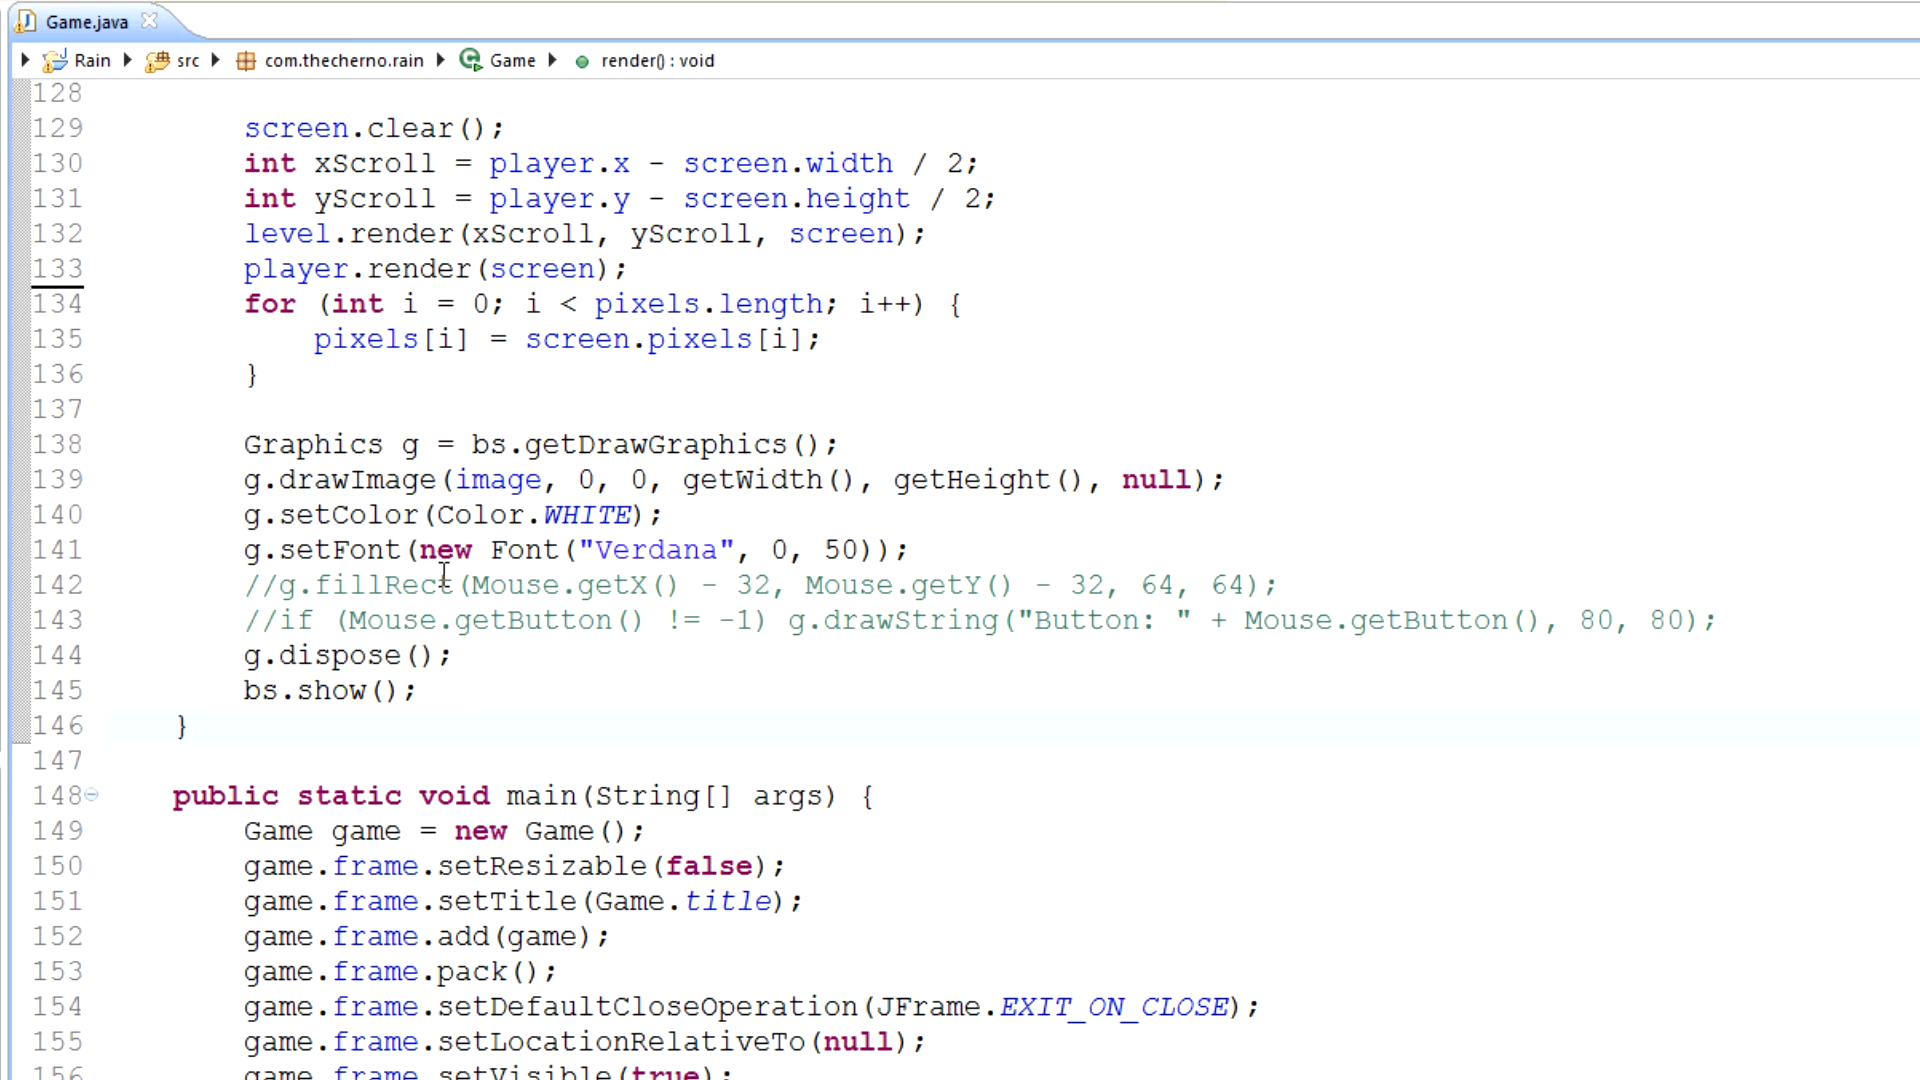 Game.java
Rain src com.thecherno.rain Game render() : void
128
129 screen.clear();
130 int xScroll = player.x - screen.width / 2;
131 int yScroll = player.y - screen.height / 2;
132 level.render(xScroll, yScroll, screen);
133 player.render(screen);
134 for (int i = 0; i < pixels.length; i++) {
135 pixels[i] = screen.pixels[i];
136 }
137
138 Graphics g = bs.getDrawGraphics();
139 g.drawImage(image, 0, 0, getWidth(), getHeight(), null);
140 g.setColor(Color.WHITE);
141 g.setFont(new Font("Verdana", 0, 50));
142 //g.fillRect(Mouse.getX() - 32, Mouse.getY() - 32, 64, 64);
143 //if (Mouse.getButton() != -1) g.drawString("Button: " + Mouse.getButton(), 80, 80);
144 g.dispose();
145 bs.show();
146 }
147
148 public static void main(String[] args) {
149 Game game = new Game();
150 game.frame.setResizable(false);
151 game.frame.setTitle(Game.title);
152 game.frame.add(game);
153 game.frame.pack();
154 game.frame.setDefaultCloseOperation(JFrame.EXIT_ON_CLOSE);
155 game.frame.setLocationRelativeTo(null);
156 game.frame.setVisible(true);